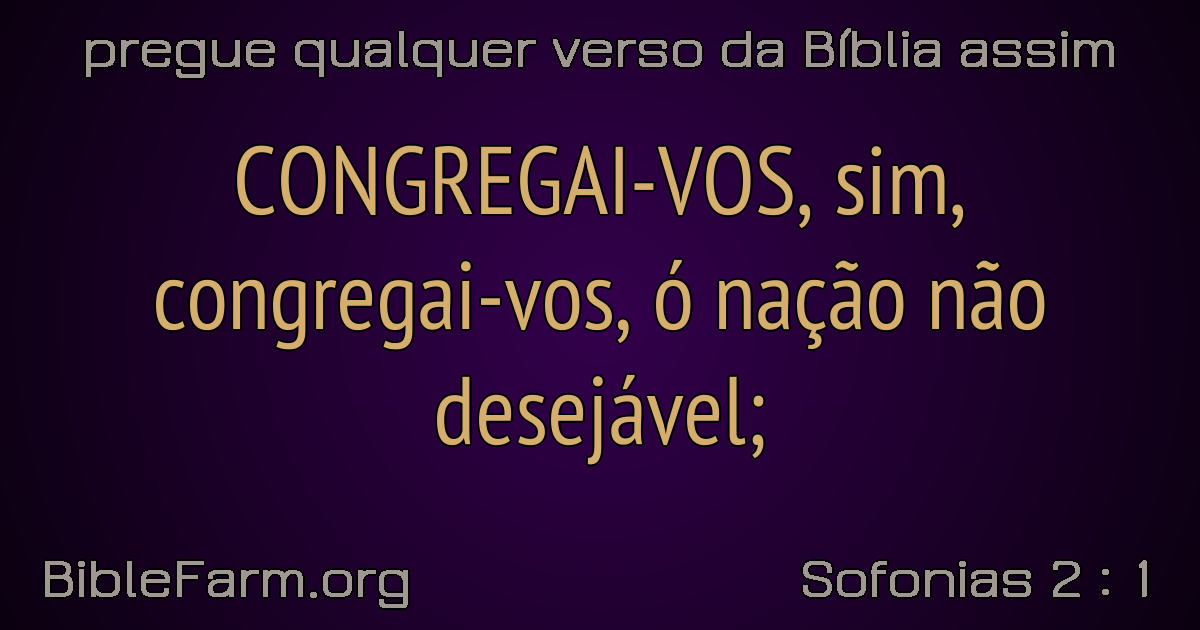 pregue qualquer verso da Bíblia assim
CONGREGAI-VOS, sim,
congregai-vos, ó nação não
desejável;
BibleFarm.org
Sofonias 2 : 1